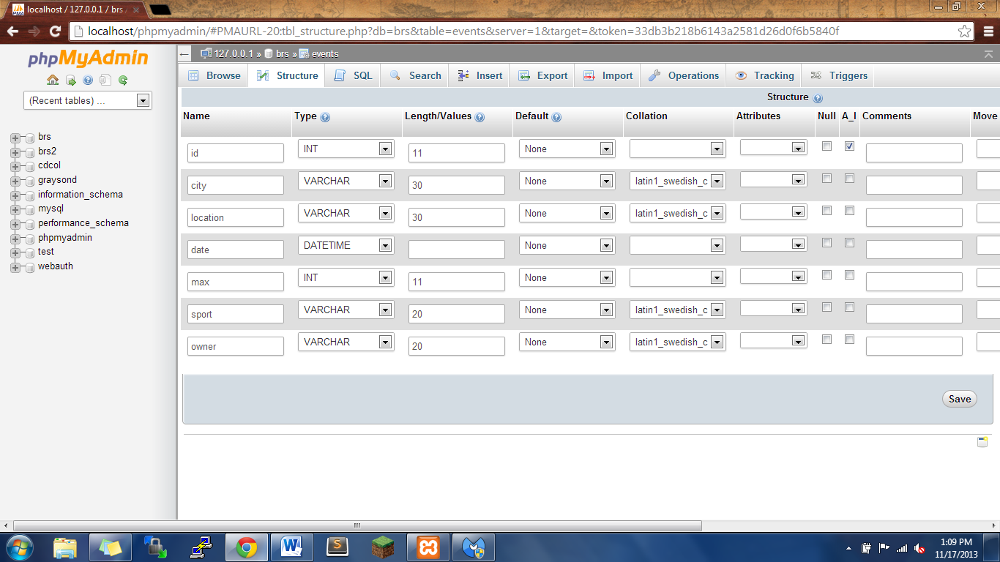 localhost / 127.0.0.1 / brs /
localhost/phpmyadmin/#PMAURL-20:tbl_structure.php?db=brs&table=events&server=1&target=&token=33db3b218b6143a2581d26d0f6b5840f
phpMyAdmin
(Recent tables) ...
brs
brs2
cdcol
graysond
information_schema
mysql
performance_schema
phpmyadmin
test
webauth
127.0.0.1 » brs » events
Browse Structure SQL Search Insert Export Import Operations Tracking Triggers
Structure
Name Type Length/Values Default Collation Attributes Null A_I Comments Move
id INT 11 None
city VARCHAR 30 None latin1_swedish_c
location VARCHAR 30 None latin1_swedish_c
date DATETIME None
max INT 11 None
sport VARCHAR 20 None latin1_swedish_c
owner VARCHAR 20 None latin1_swedish_c
Save
1:09 PM
11/17/2013